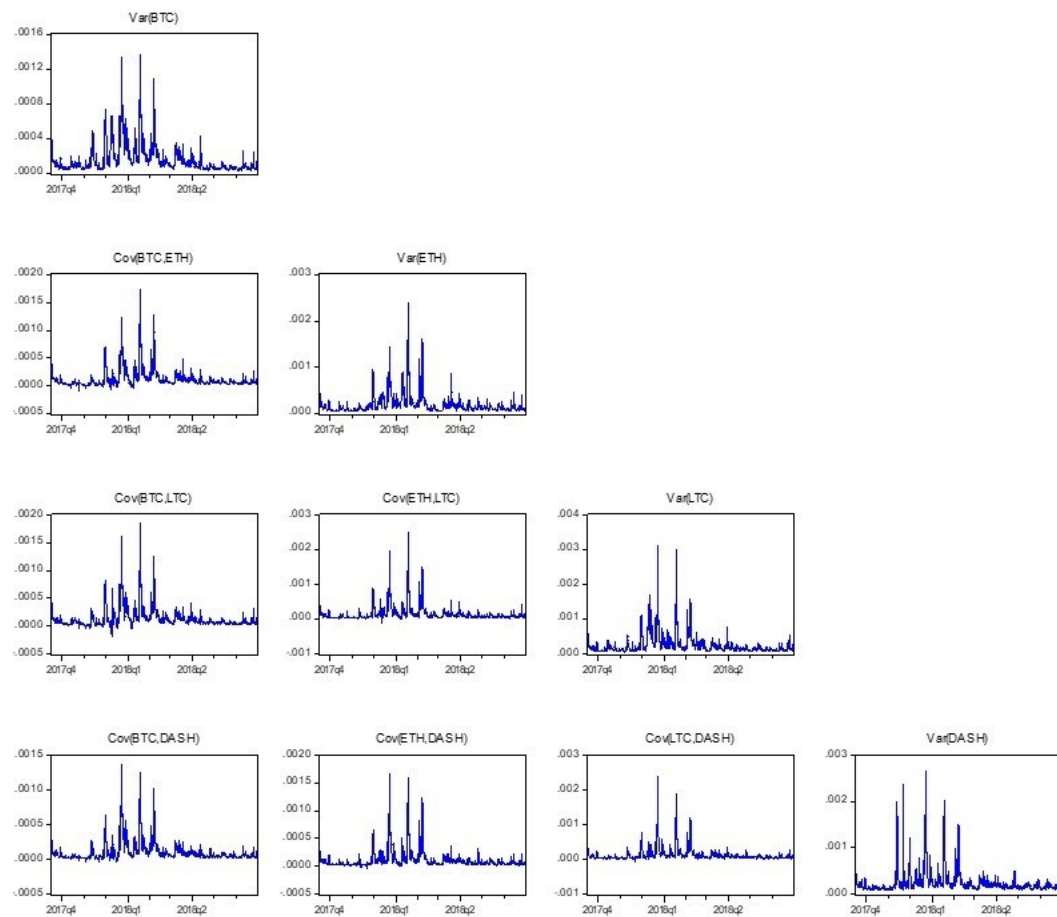 Var(BTC)
.0016
.0012
.0008
.0004
.0000
2017q4 2018q1 2018q2
Cov(BTC,ETH) Var(ETH)
.0020 .003
.0015
.0010 .002
.0005 .001
.0000
-.0005 .000
2017q4 2018q1 2018q2 2017q4 2018q1 2018q2
Cov(BTC,LTC) Cov(ETH,LTC) Var(LTC)
.0020 .003 .004
.0015 .002 .003
.0010
.0005 .001 .002
.0000 .000 .001
-.0005 -.001 .000
2017q4 2018q1 2018q2 2017q4 2018q1 2018q2 2017q4 2018q1 2018q2
Cov(BTC,DASH) Cov(ETH,DASH) Cov(LTC,DASH) Var(DASH)
.0015 .0020 .003 .003
.0010 .0015 .002 .002
.0005 .0010 .001
.0000 .0005 .000 .001
.0000
-.0005 -.0005 -.001 .000
2017q4 2018q1 2018q2 2017q4 2018q1 2018q2 2017q4 2018q1 2018q2 2017q4 2018q1 2018q2